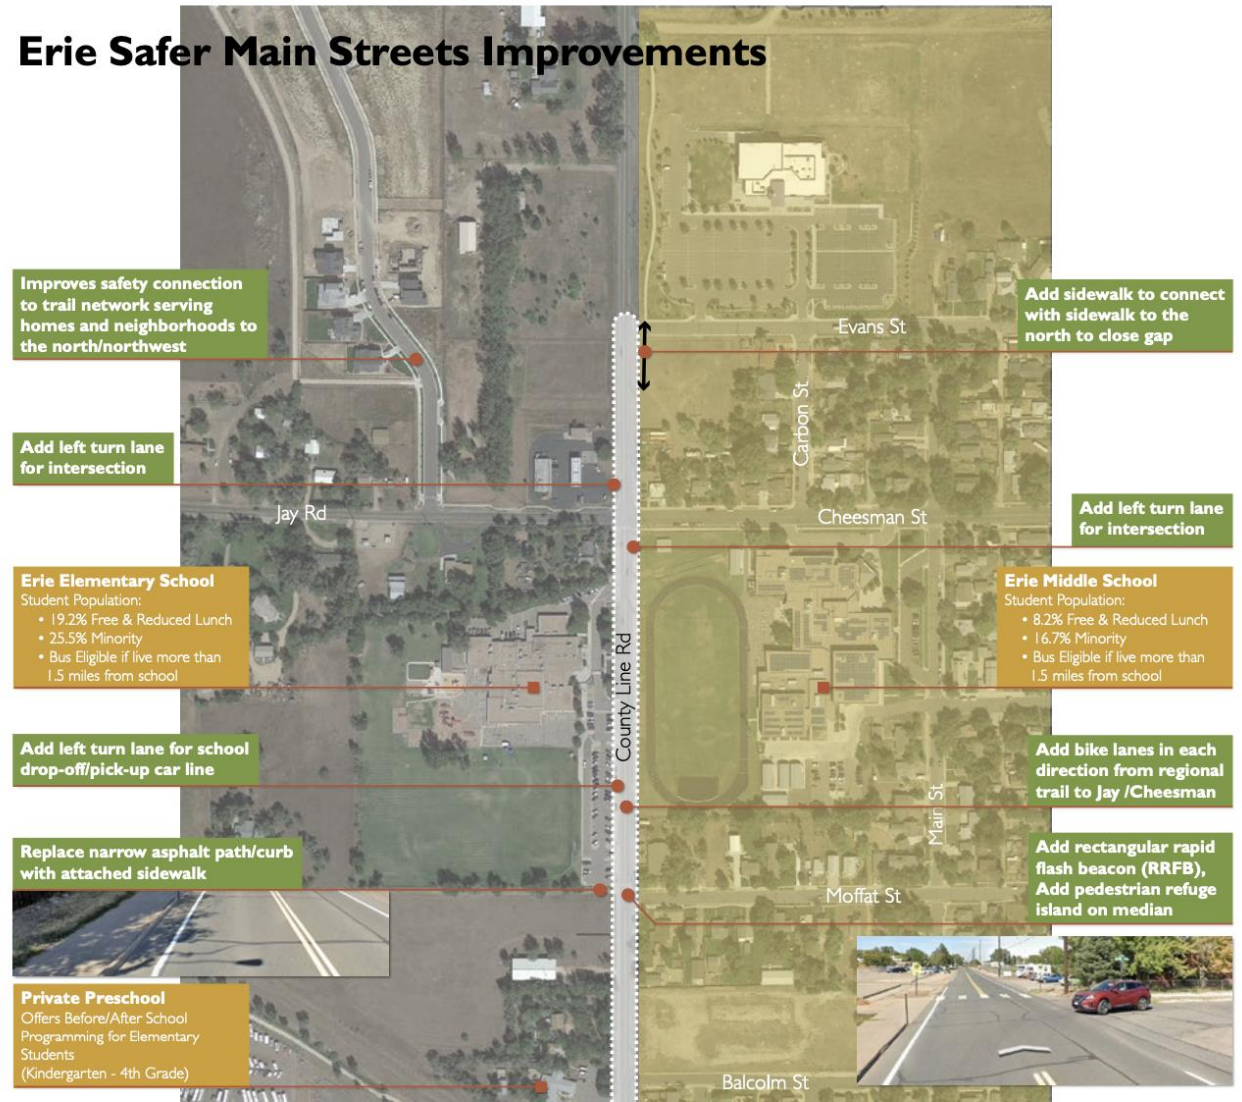 Erie Safer Main Streets Improvements
Improves safety connection
to trail network serving
homes and neighborhoods to
the north/northwest
Add sidewalk to connect
with sidewalk to the
north to close gap
Evans St
Carbon St
Add left turn lane
for intersection
Jay Rd
Cheesman St
Add left turn lane
for intersection
Erie Elementary School
Student Population:
• 19.2% Free & Reduced Lunch
• 25.5% Minority
• Bus Eligible if live more than
1.5 miles from school
Erie Middle School
Student Population:
• 8.2% Free & Reduced Lunch
• 16.7% Minority
• Bus Eligible if live more than
1.5 miles from school
County Line Rd
Add left turn lane for school
drop-off/pick-up car line
Add bike lanes in each
direction from regional
trail to Jay /Cheesman
Main St
Replace narrow asphalt path/curb
with attached sidewalk
Add rectangular rapid
flash beacon (RRFB),
Add pedestrian refuge
island on median
Moffat St
Private Preschool
Offers Before/After School
Programming for Elementary
Students
(Kindergarten - 4th Grade)
Balcolm St